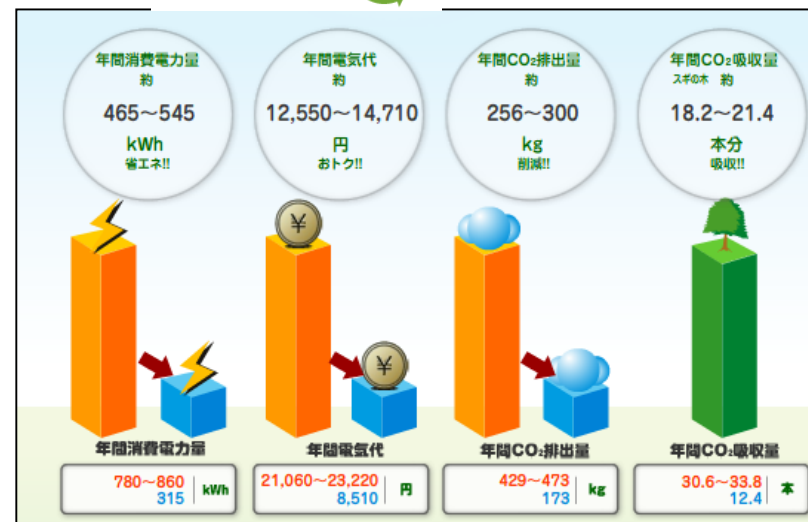 年間消費電力量
約
465～545
kWh
省エネ!!
年間電気代
約
12,550～14,710
円
おトク!!
年間CO₂排出量
約
256～300
kg
削減!!
年間CO₂吸収量
スギの木 約
18.2～21.4
本分
吸収!!
¥
¥
年間消費電力量
780～860
315
kWh
年間電気代
21,060～23,220
8,510
円
年間CO₂排出量
429～473
173
kg
年間CO₂吸収量
30.6～33.8
12.4
本